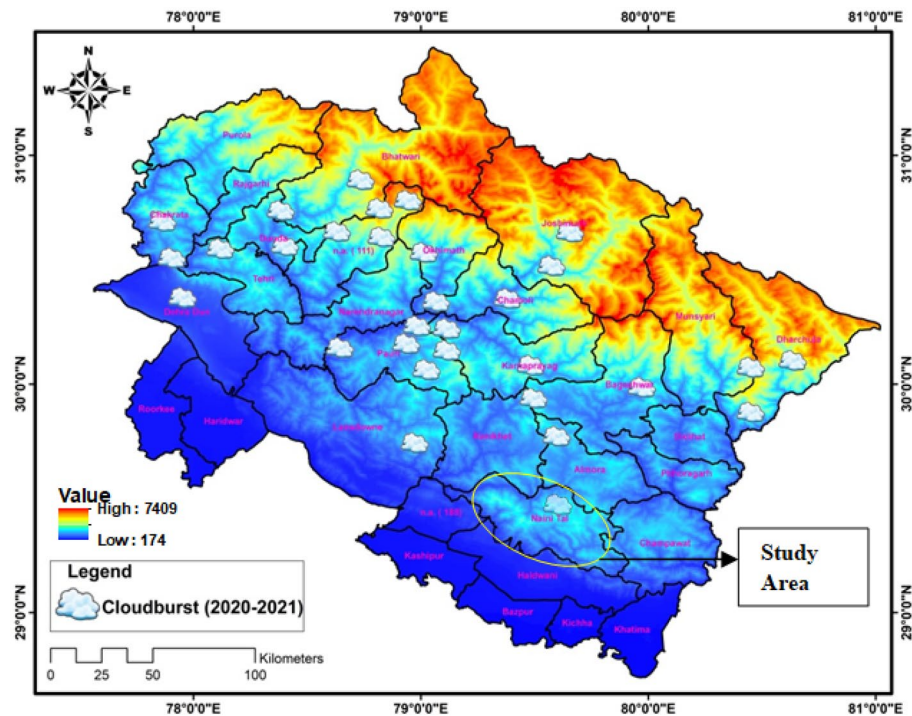 78°0'0"E 79°0'0"E 80°0'0"E 81°0'0"E
N
W E
S
31°0'0"N
30°0'0"N
29°0'0"N
31°0'0"N
30°0'0"N
29°0'0"N
Purola
Bhatwari
Rajgarhi
Chakrata
Joshimath
n.a. ( 111)
Okhimath
Tehri
Chamoli
Munsyari
Dehra Dun
Narendranagar
Dharchula
Pauri
Karnaprayag
Bageshwar
Roorkee
Haridwar
Lansdowne
Ranikhet
Didihat
Almora
Pithoragarh
Value
High : 7409
Low : 174
Naini Tal
Champawat
Kashipur
Haldwani
Study
Area
Legend
Cloudburst (2020-2021)
Bazpur
Kichha
Khatima
Kilometers
0 25 50 100
78°0'0"E 79°0'0"E 80°0'0"E 81°0'0"E